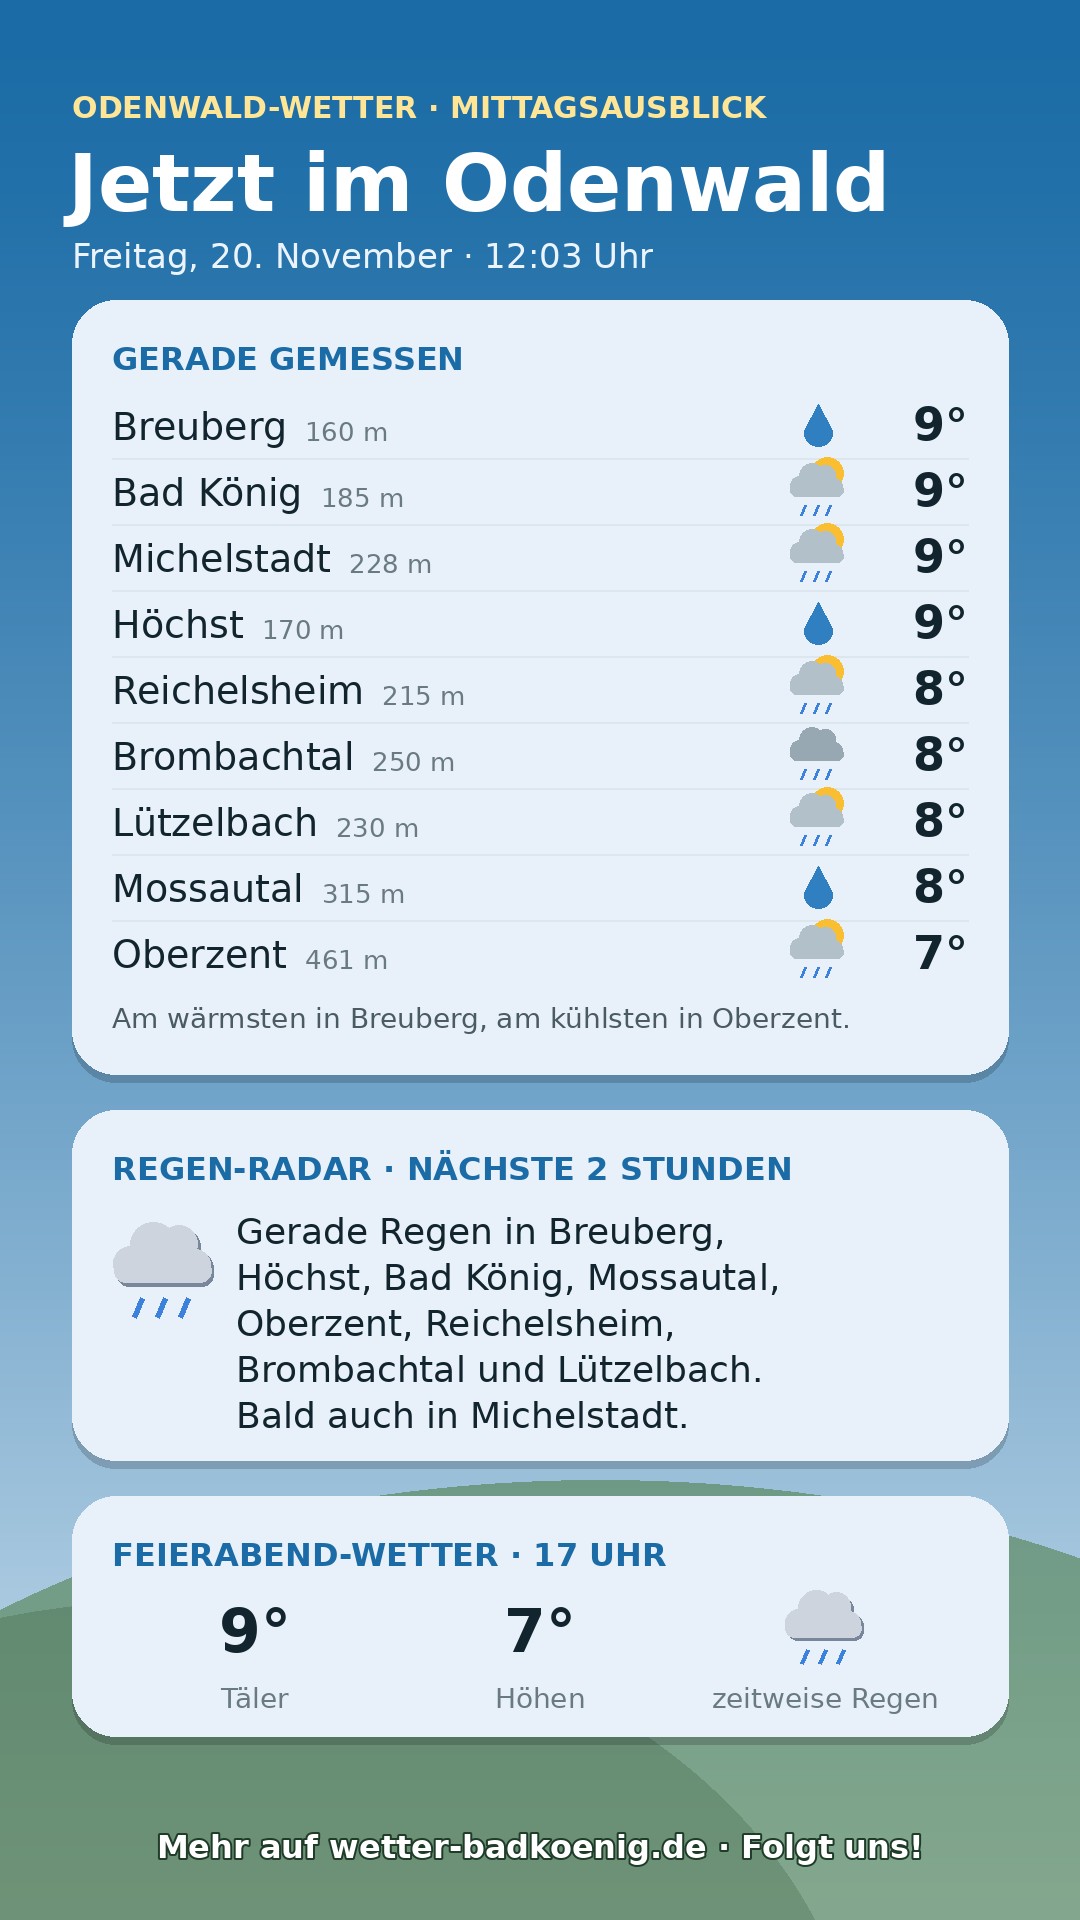 ODENWALD-WETTER · MITTAGSAUSBLICK
Jetzt im Odenwald
Freitag, 20. November · 12:03 Uhr
GERADE GEMESSEN
Breuberg 160 m 9°
Bad König 185 m 9°
Michelstadt 228 m 9°
Höchst 170 m 9°
Reichelsheim 215 m 8°
Brombachtal 250 m 8°
Lützelbach 230 m 8°
Mossautal 315 m 8°
Oberzent 461 m 7°
Am wärmsten in Breuberg, am kühlsten in Oberzent.
REGEN-RADAR · NÄCHSTE 2 STUNDEN
Gerade Regen in Breuberg,
Höchst, Bad König, Mossautal,
Oberzent, Reichelsheim,
Brombachtal und Lützelbach.
Bald auch in Michelstadt.
FEIERABEND-WETTER · 17 UHR
9° 7°
Täler Höhen zeitweise Regen
Mehr auf wetter-badkoenig.de · Folgt uns!